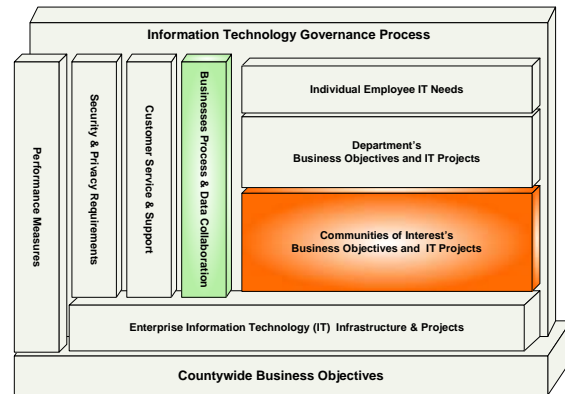 Information Technology Governance Process
Performance Measures
Security & Privacy Requirements
Customer Service & Support
Businesses Process & Data Collaboration
Individual Employee IT Needs
Department's
Business Objectives and IT Projects
Communities of Interest's
Business Objectives and IT Projects
Enterprise Information Technology (IT) Infrastructure & Projects
Countywide Business Objectives